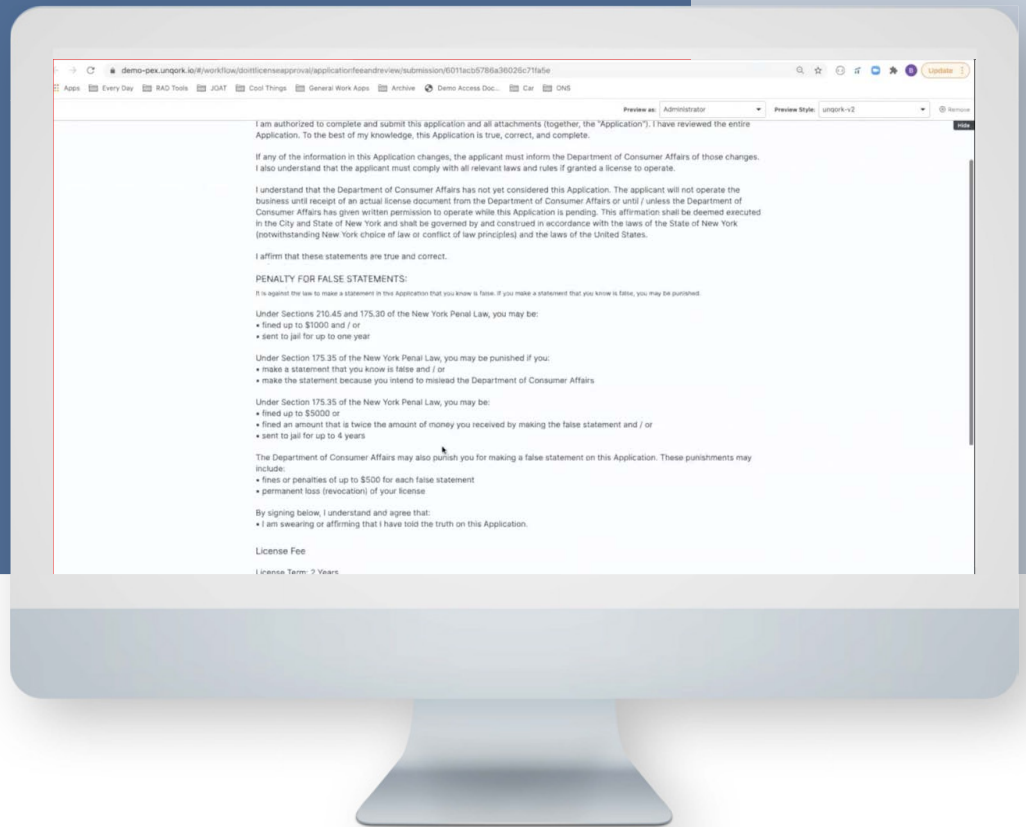 demo-pex.unqork.io/#/workflow/doittlicenseapproval/applicationfeeandreview/submission/6011acb5786a36026c71fa5e
B Update
Apps Every Day RAD Tools JOAT Cool Things General Work Apps Archive Demo Access Doc... Car ONS
Preview as: Administrator Preview Style: unqork-v2 Remove
Hide
I am authorized to complete and submit this application and all attachments (together, the "Application"). I have reviewed the entire
Application. To the best of my knowledge, this Application is true, correct, and complete.
If any of the information in this Application changes, the applicant must inform the Department of Consumer Affairs of those changes.
I also understand that the applicant must comply with all relevant laws and rules if granted a license to operate.
I understand that the Department of Consumer Affairs has not yet considered this Application. The applicant will not operate the
business until receipt of an actual license document from the Department of Consumer Affairs or until / unless the Department of
Consumer Affairs has given written permission to operate while this Application is pending. This affirmation shall be deemed executed
in the City and State of New York and shall be governed by and construed in accordance with the laws of the State of New York
(notwithstanding New York choice of law or conflict of law principles) and the laws of the United States.
I affirm that these statements are true and correct.
PENALTY FOR FALSE STATEMENTS:
It is against the law to make a statement in this Application that you know is false. If you make a statement that you know is false, you may be punished.
Under Sections 210.45 and 175.30 of the New York Penal Law, you may be:
• fined up to $1000 and / or
• sent to jail for up to one year
Under Section 175.35 of the New York Penal Law, you may be punished if you:
• make a statement that you know is false and / or
• make the statement because you intend to mislead the Department of Consumer Affairs
Under Section 175.35 of the New York Penal Law, you may be:
• fined up to $5000 or
• fined an amount that is twice the amount of money you received by making the false statement and / or
• sent to jail for up to 4 years
The Department of Consumer Affairs may also punish you for making a false statement on this Application. These punishments may
include:
• fines or penalties of up to $500 for each false statement
• permanent loss (revocation) of your license
By signing below, I understand and agree that:
• I am swearing or affirming that I have told the truth on this Application.
License Fee
License Term: 2 Years